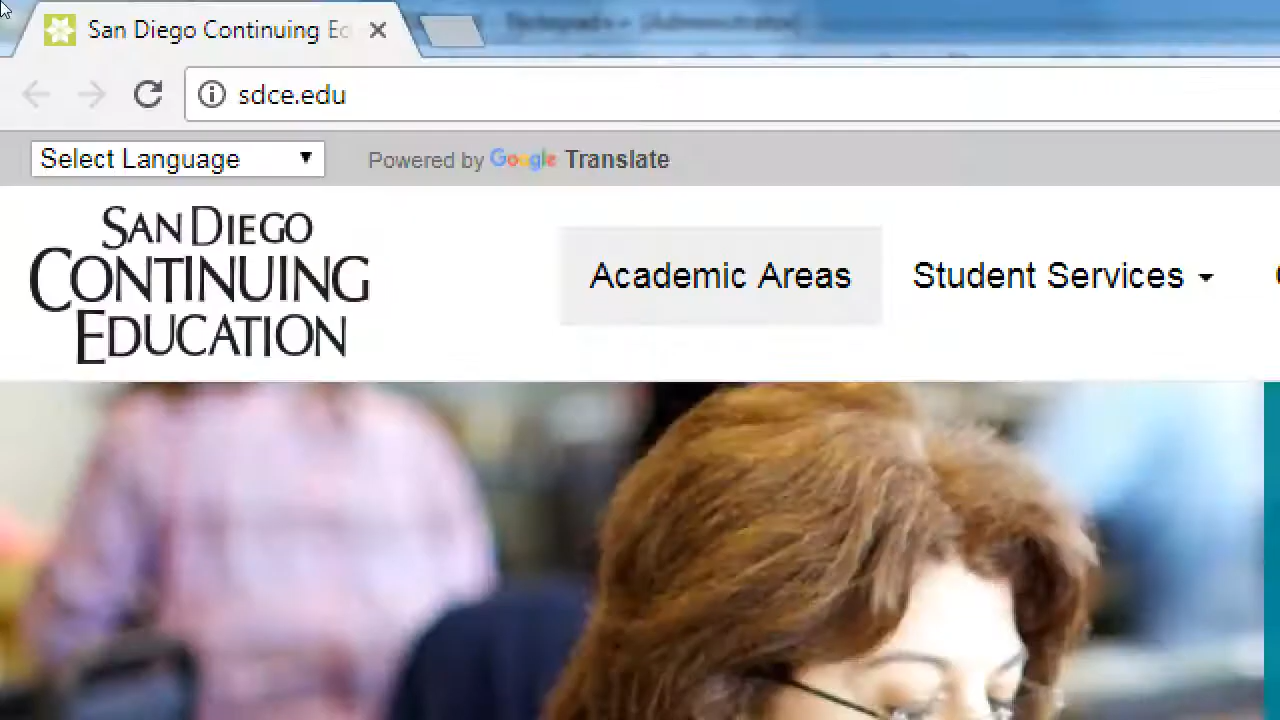 San Diego Continuing Ed
sdce.edu
Select Language
Powered by Google Translate
SAN DIEGO
CONTINUING
EDUCATION
Academic Areas
Student Services